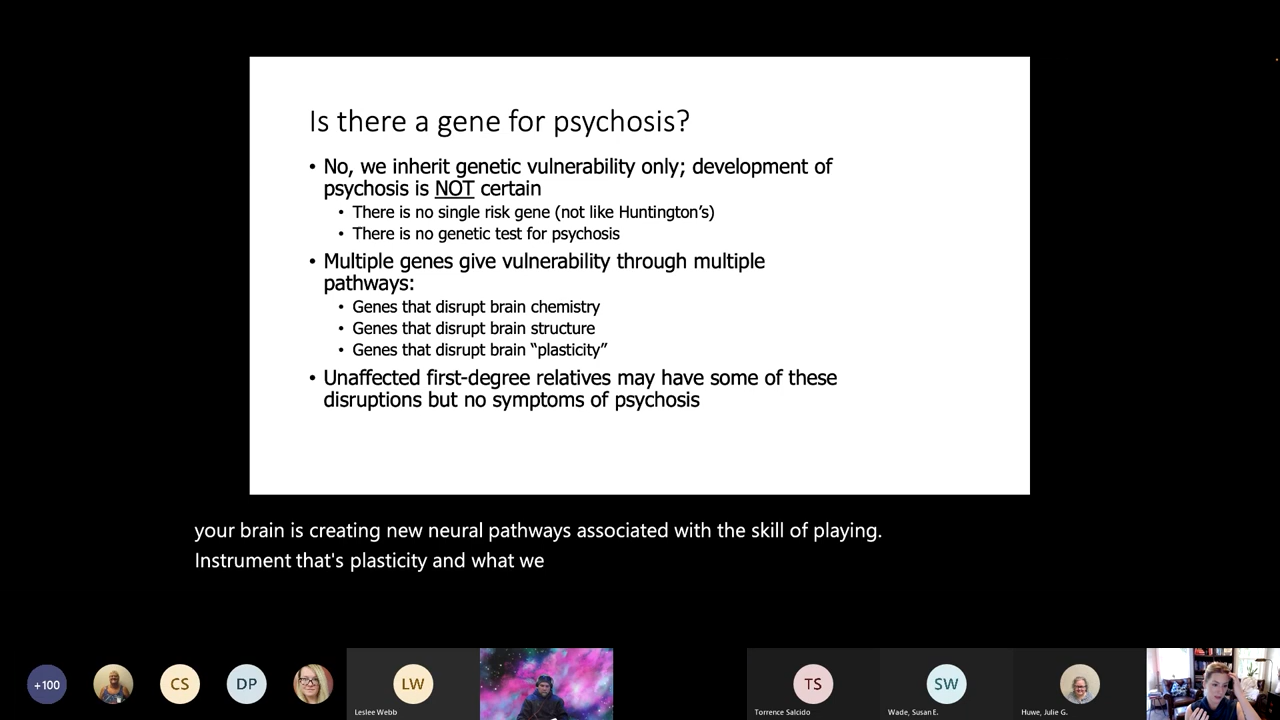 Is there a gene for psychosis?
• No, we inherit genetic vulnerability only; development of
psychosis is NOT certain
• There is no single risk gene (not like Huntington’s)
• There is no genetic test for psychosis
• Multiple genes give vulnerability through multiple
pathways:
• Genes that disrupt brain chemistry
• Genes that disrupt brain structure
• Genes that disrupt brain “plasticity”
• Unaffected first-degree relatives may have some of these
disruptions but no symptoms of psychosis
your brain is creating new neural pathways associated with the skill of playing.
Instrument that's plasticity and what we
+100
CS
DP
LW
TS
SW
Leslee Webb
Torrence Salcido
Wade, Susan E.
Huwe, Julie G.